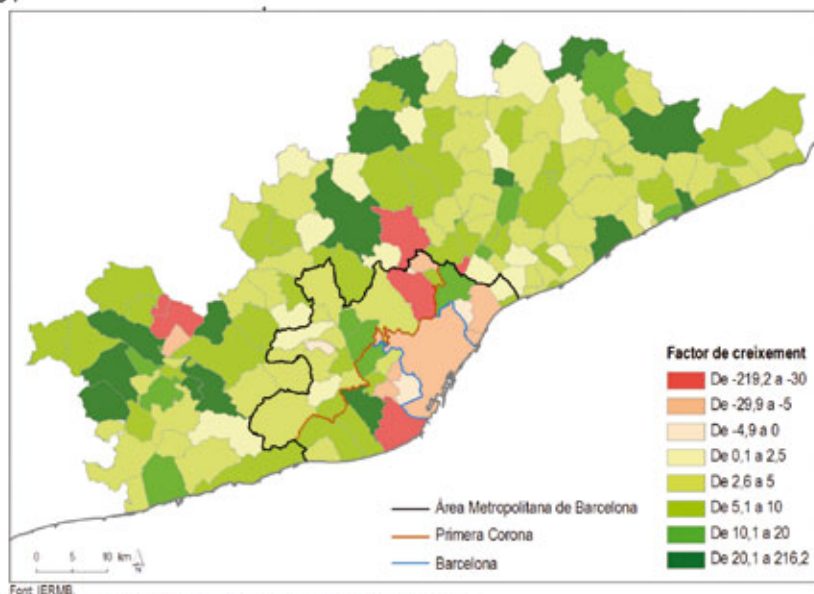 Factor de creixement
De -219,2 a -30
De -29,9 a -5
De -4,9 a 0
De 0,1 a 2,5
De 2,6 a 5
De 5,1 a 10
De 10,1 a 20
De 20,1 a 216,2
Área Metropolitana de Barcelona
Primera Corona
Barcelona
0 5 10 km
N
Font: IERMB.